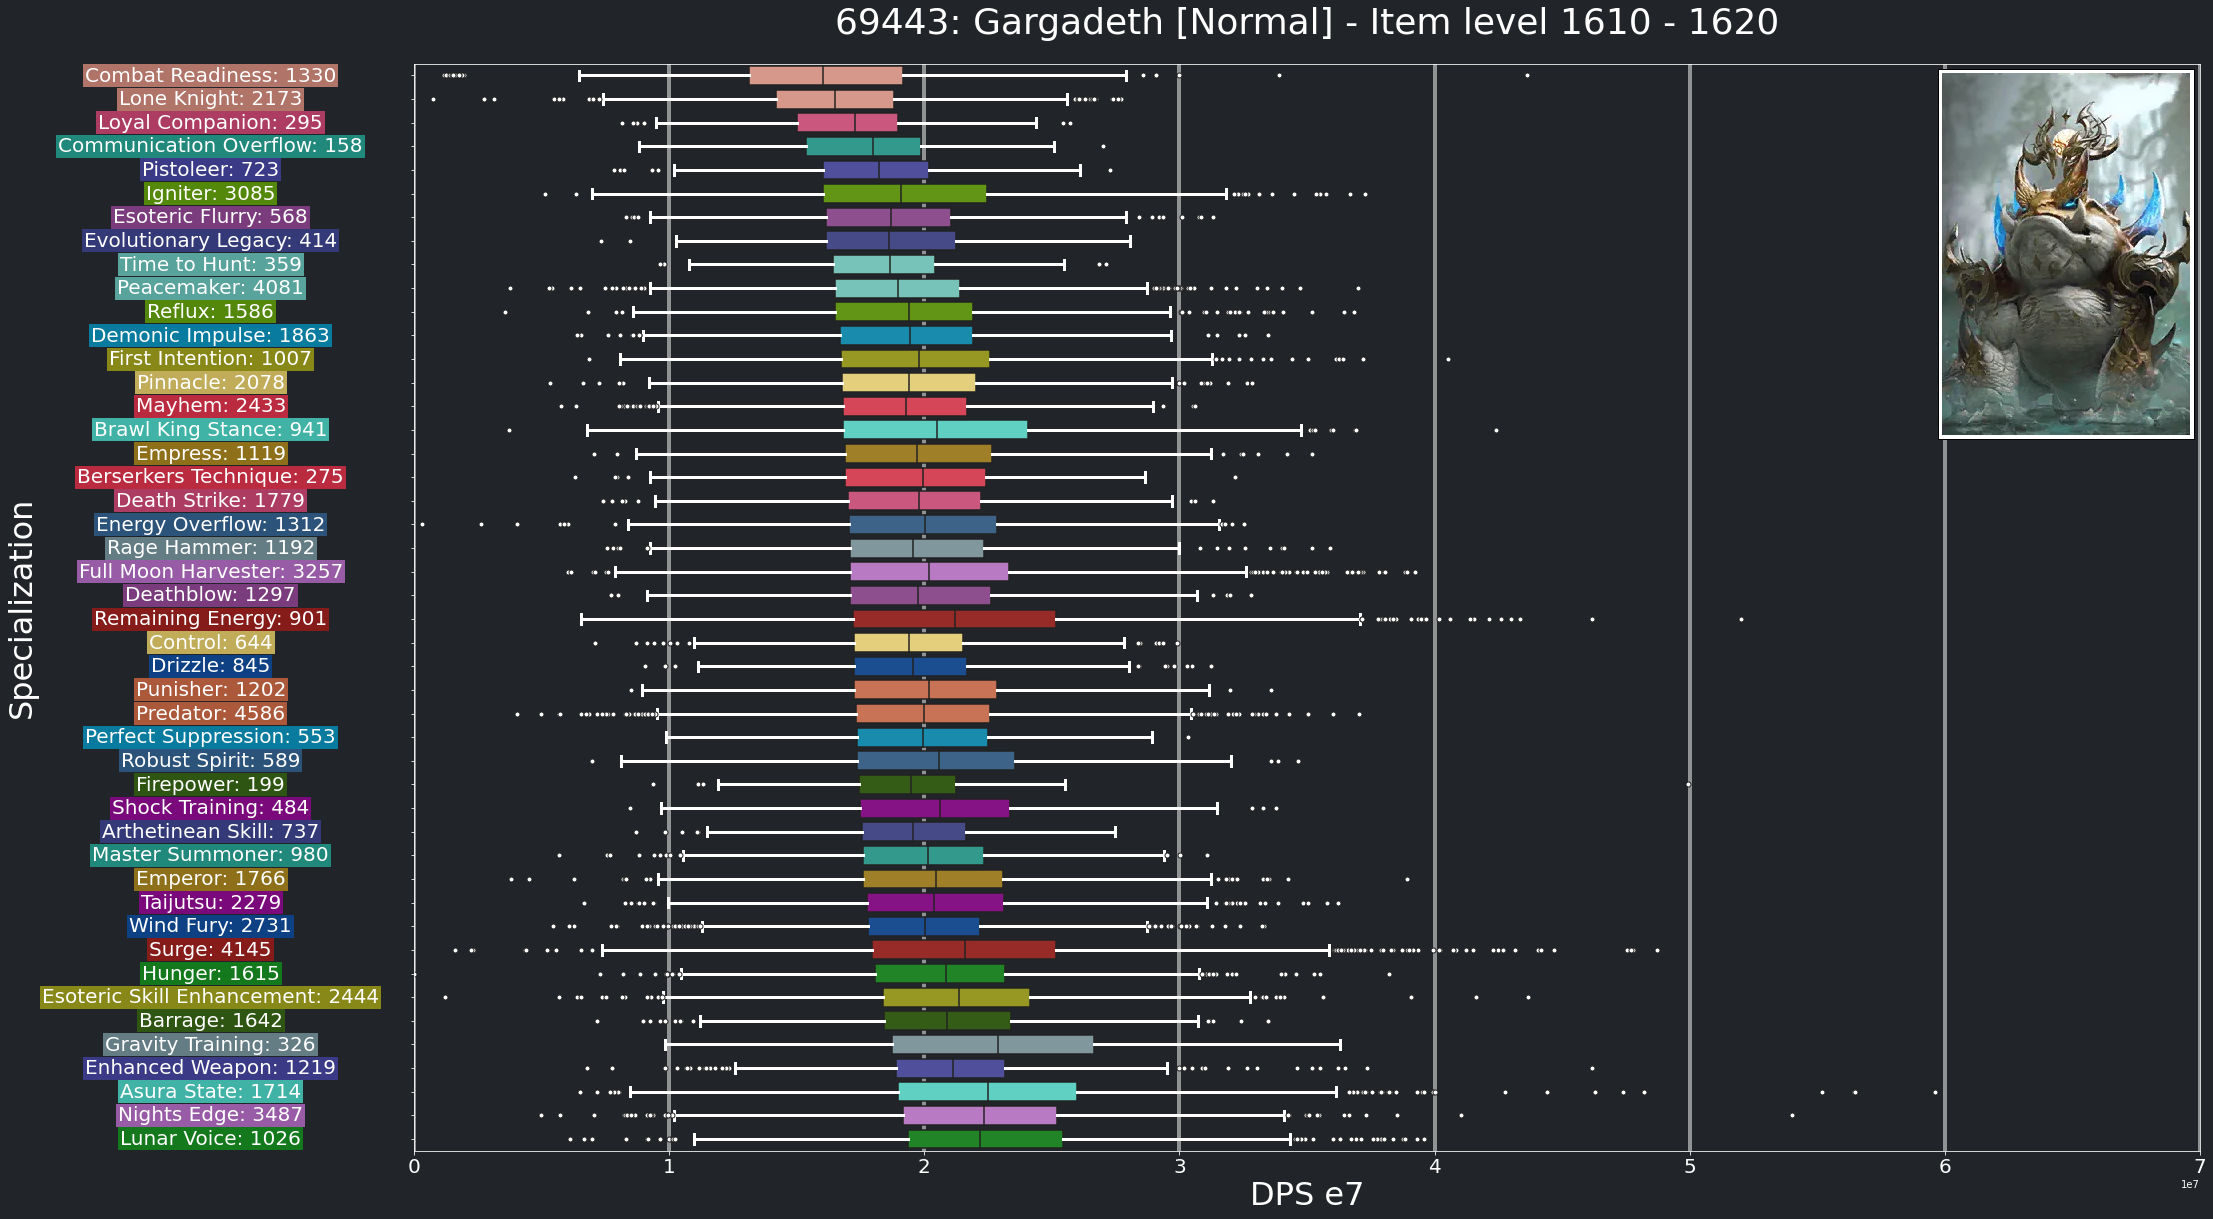 69443: Gargadeth [Normal] - Item level 1610 - 1620
Combat Readiness: 1330
Lone Knight: 2173
Loyal Companion: 295
Communication Overflow: 158
Pistoleer: 723
Igniter: 3085
Esoteric Flurry: 568
Evolutionary Legacy: 414
Time to Hunt: 359
Peacemaker: 4081
Reflux: 1586
Demonic Impulse: 1863
First Intention: 1007
Pinnacle: 2078
Mayhem: 2433
Brawl King Stance: 941
Empress: 1119
Berserkers Technique: 275
Death Strike: 1779
Energy Overflow: 1312
Rage Hammer: 1192
Full Moon Harvester: 3257
Deathblow: 1297
Remaining Energy: 901
Control: 644
Drizzle: 845
Punisher: 1202
Predator: 4586
Perfect Suppression: 553
Robust Spirit: 589
Firepower: 199
Shock Training: 484
Arthetinean Skill: 737
Master Summoner: 980
Emperor: 1766
Taijutsu: 2279
Wind Fury: 2731
Surge: 4145
Hunger: 1615
Esoteric Skill Enhancement: 2444
Barrage: 1642
Gravity Training: 326
Enhanced Weapon: 1219
Asura State: 1714
Nights Edge: 3487
Lunar Voice: 1026
Specialization
0 1 2 3 4 5 6 7
DPS e7
1e7